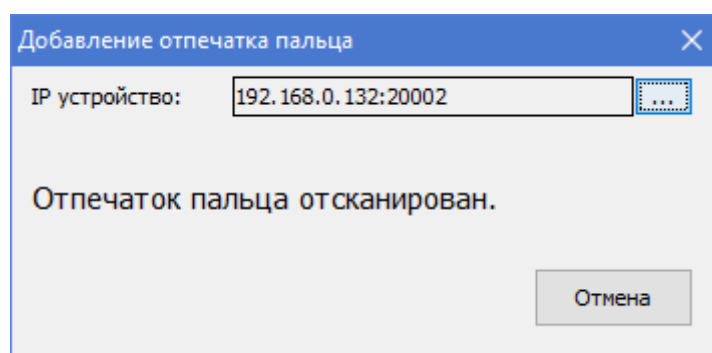 Добавление отпечатка пальца
IP устройство: 192.168.0.132:20002 ...
Отпечаток пальца отсканирован.
Отмена